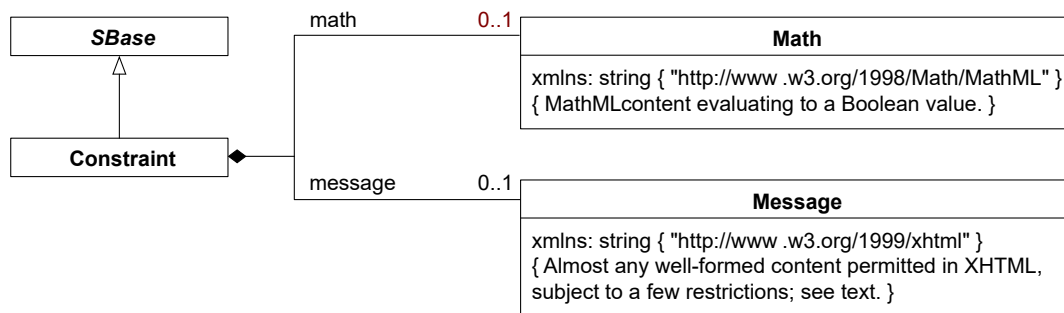 SBase
Constraint
math 0..1
Math
xmlns: string { "http://www .w3.org/1998/Math/MathML" }
{ MathMLcontent evaluating to a Boolean value. }
message 0..1
Message
xmlns: string { "http://www .w3.org/1999/xhtml" }
{ Almost any well-formed content permitted in XHTML,
subject to a few restrictions; see text. }